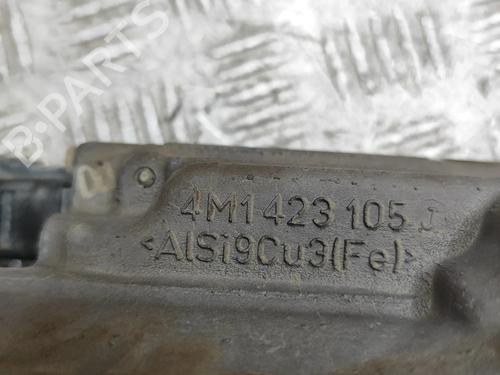 B-PARTS
4M1 423 105 J
<AlSi9Cu3(Fe)>